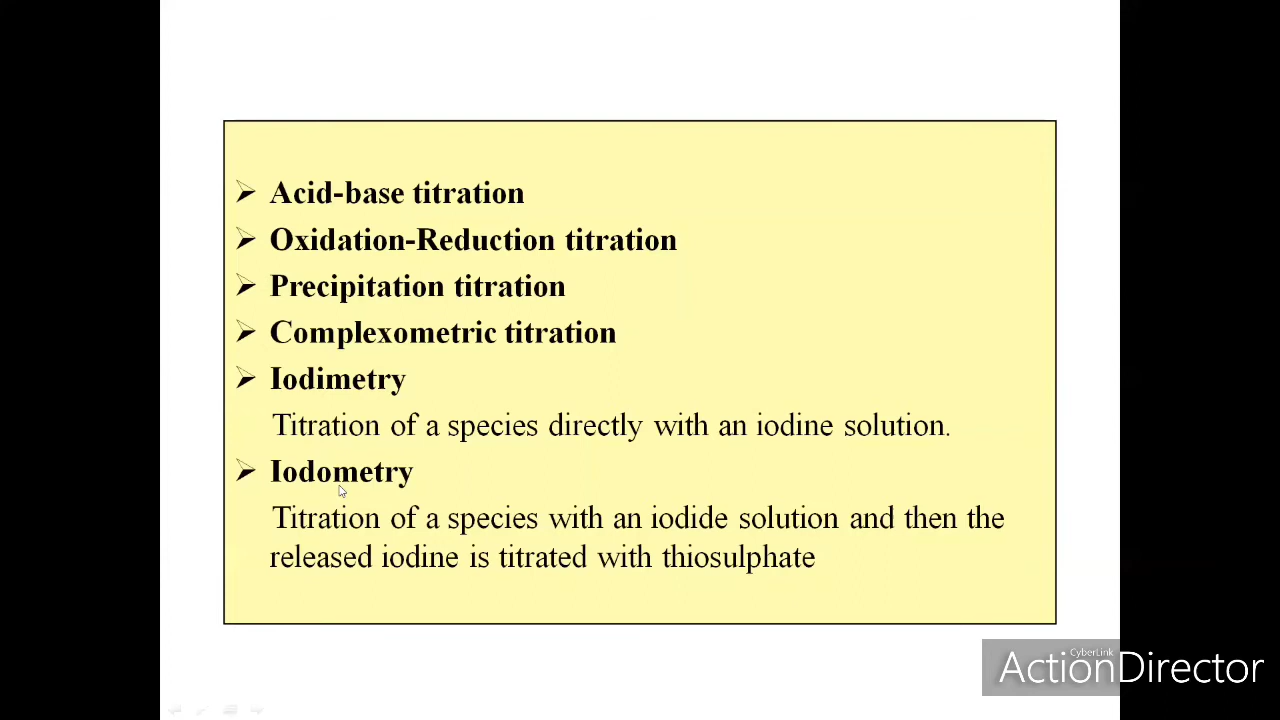 ➢ Acid-base titration
➢ Oxidation-Reduction titration
➢ Precipitation titration
➢ Complexometric titration
➢ Iodimetry
Titration of a species directly with an iodine solution.
➢ Iodometry
Titration of a species with an iodide solution and then the
released iodine is titrated with thiosulphate
CyberLink
ActionDirector